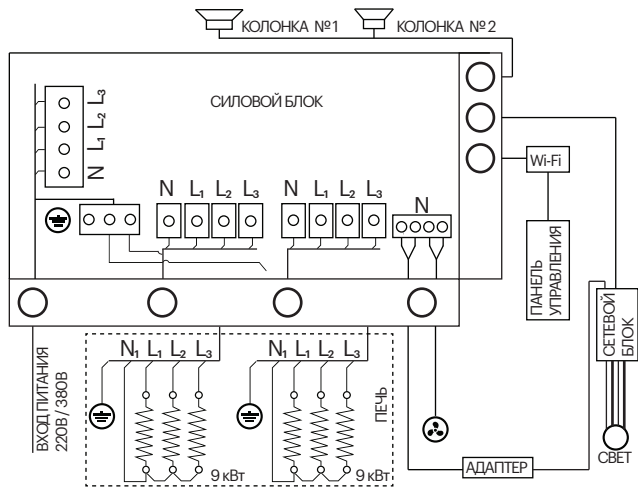 КОЛОНКА №1
КОЛОНКА №2
СИЛОВОЙ БЛОК
L3
L2
L1
N
N L1 L2 L3
N L1 L2 L3
N
Wi-Fi
ПАНЕЛЬ
УПРАВЛЕНИЯ
СЕТЕВОЙ
БЛОК
ВХОД ПИТАНИЯ
220В / 380В
N1 L1 L2 L3
N1 L1 L2 L3
ПЕЧЬ
9 кВт
9 кВт
АДАПТЕР
СВЕТ